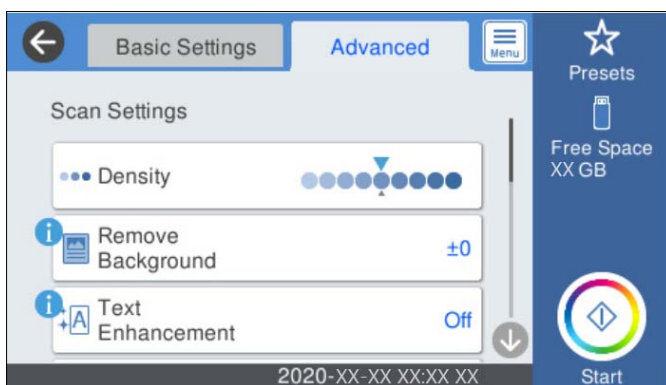 Basic Settings
Advanced
Menu
Presets
Scan Settings
Free Space
XX GB
Density
Remove
Background
±0
Text
Enhancement
Off
A
2020-XX-XX XX:XX XX
Start